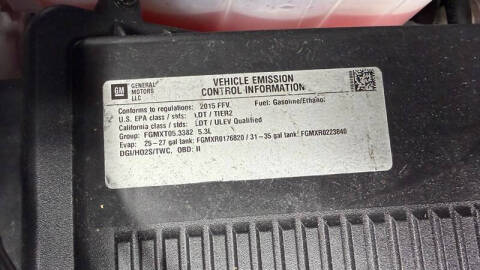 GM
GENERAL MOTORS LLC
VEHICLE EMISSION
CONTROL INFORMATION
Conforms to regulations: 2015 FFV Fuel: Gasoline/Ethanol
U.S. EPA class / stds: LDT / TIER2
California class / stds: LDT / ULEV Qualified
Group: FGMXT05.3382 5.3L
Evap: 25-27 gal tank: FGMXR0176820 / 31-35 gal tank: FGMXR0223840
DGI/HO2S/TWC, OBD: II